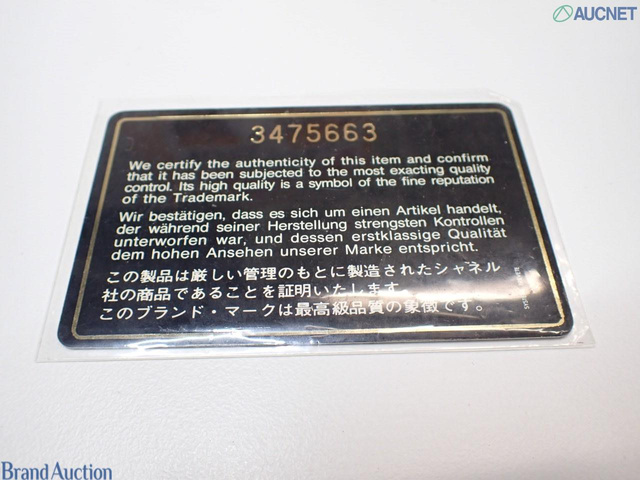 AUCNET
3475663
We certify the authenticity of this item and confirm
that it has been subjected to the most exacting quality
control. Its high quality is a symbol of the fine reputation
of the Trademark.
Wir bestätigen, dass es sich um einen Artikel handelt,
der während seiner Herstellung strengsten Kontrollen
unterworfen war, und dessen erstklassige Qualität
dem hohen Ansehen unserer Marke entspricht.
この製品は厳しい管理のもとに製造されたシャネル
社の商品であることを証明いたします。
このブランド・マークは最高級品質の象徴です。
Brand Auction